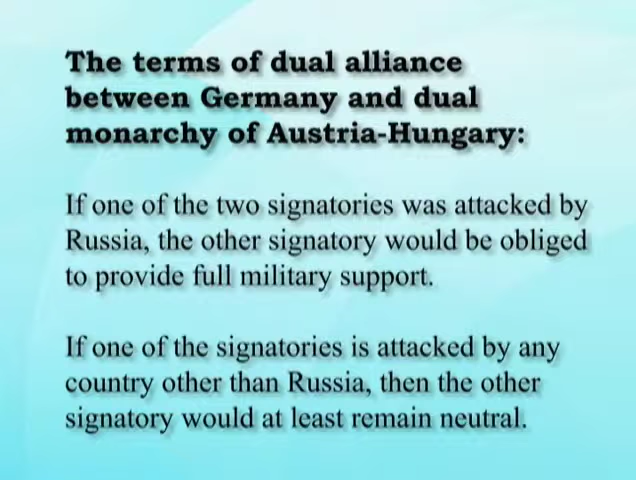 The terms of dual alliance
between Germany and dual
monarchy of Austria-Hungary:
If one of the two signatories was attacked by
Russia, the other signatory would be obliged
to provide full military support.
If one of the signatories is attacked by any
country other than Russia, then the other
signatory would at least remain neutral.